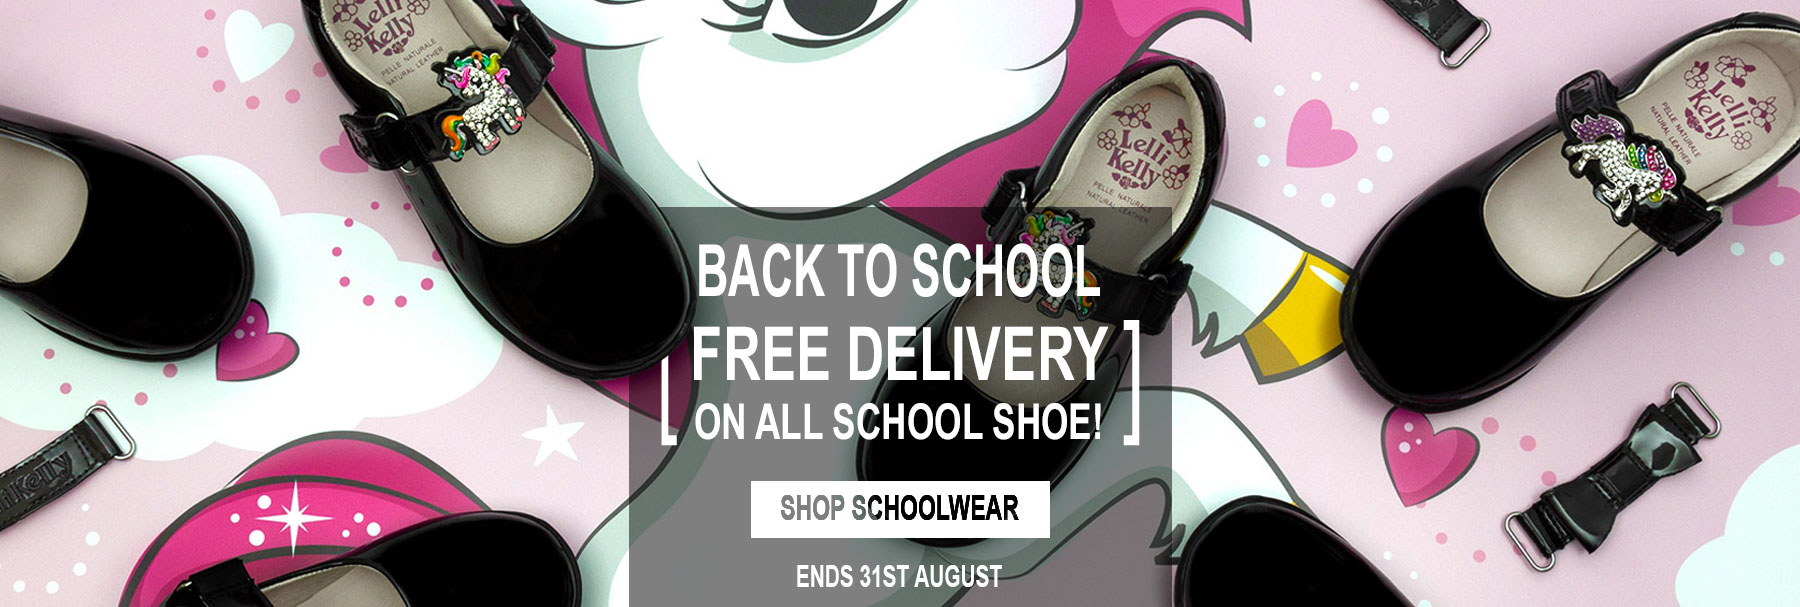 Lelli
Kelly
PELLE NATURALE
NATURAL LEATHER
Lelli
Kelly
PELLE NATURALE
NATURAL LEATHER
Lelli
Kelly
PELLE NATURALE
NATURAL LEATHER
BACK TO SCHOOL
[FREE DELIVERY]
ON ALL SCHOOL SHOE!
SHOP SCHOOLWEAR
ENDS 31ST AUGUST